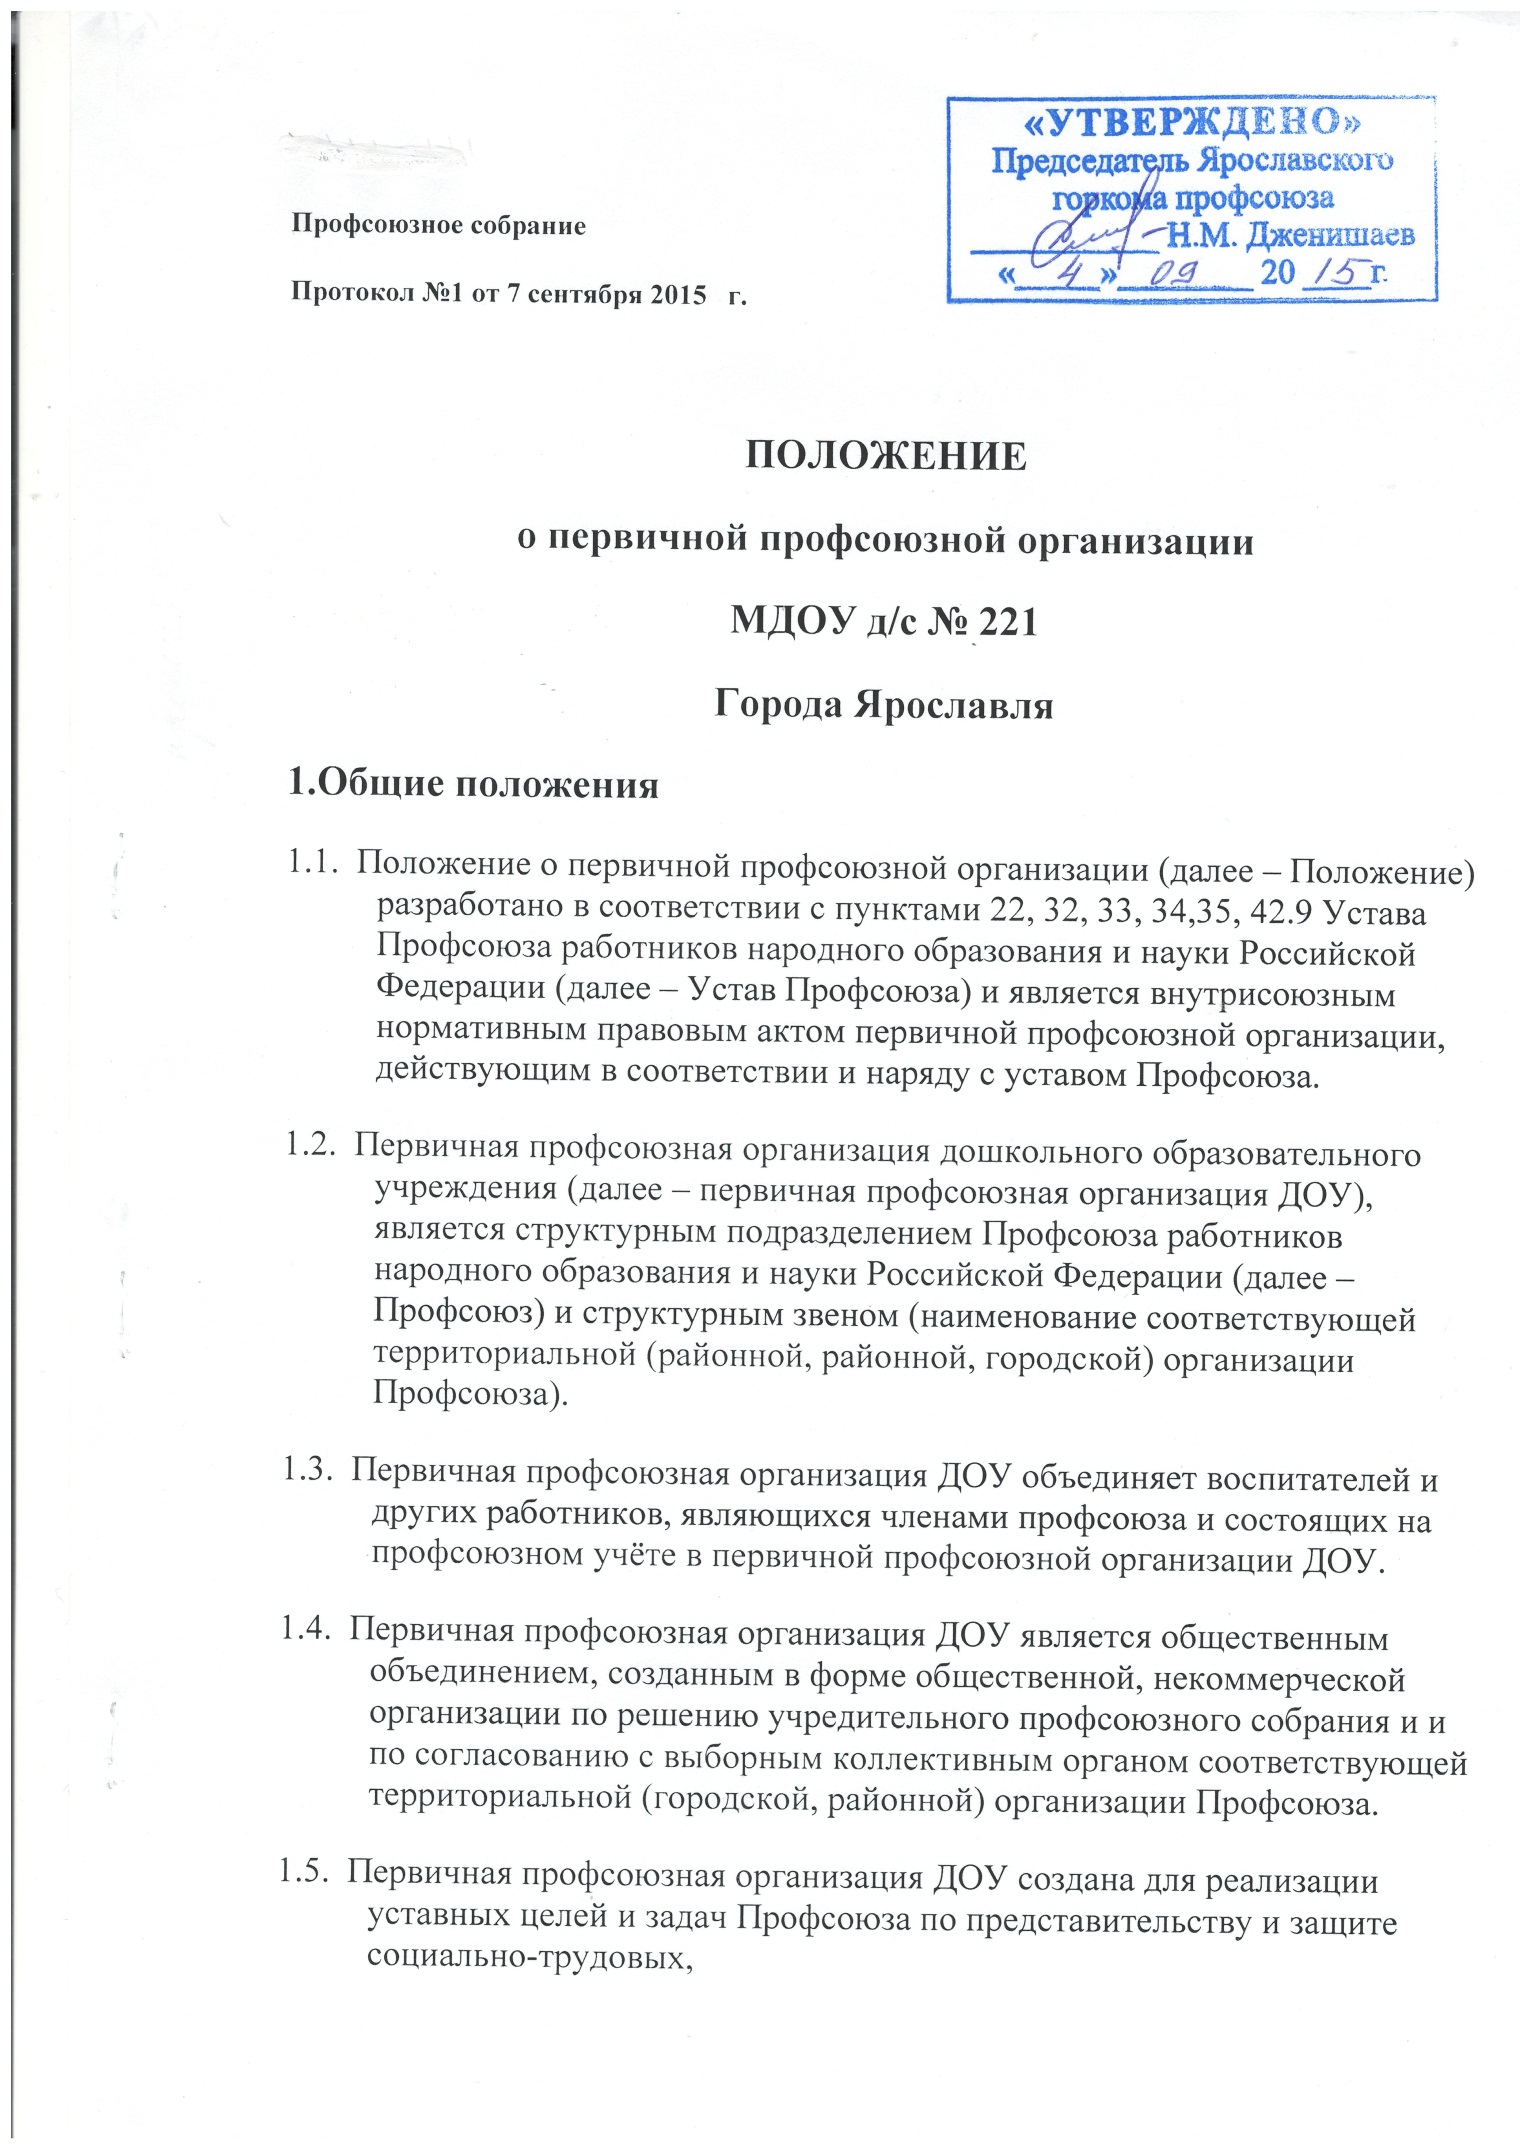 «УТВЕРЖДЕНО»
Председатель Ярославского
горкома профсоюза
Н.М. Дженишаев
« 4 » 09 20 15 г.
Профсоюзное собрание
Протокол №1 от 7 сентября 2015 г.
ПОЛОЖЕНИЕ
о первичной профсоюзной организации
МДОУ д/с № 221
Города Ярославля
1.Общие положения
1.1. Положение о первичной профсоюзной организации (далее – Положение)
разработано в соответствии с пунктами 22, 32, 33, 34,35, 42.9 Устава
Профсоюза работников народного образования и науки Российской
Федерации (далее – Устав Профсоюза) и является внутрисоюзным
нормативным правовым актом первичной профсоюзной организации,
действующим в соответствии и наряду с уставом Профсоюза.
1.2. Первичная профсоюзная организация дошкольного образовательного
учреждения (далее – первичная профсоюзная организация ДОУ),
является структурным подразделением Профсоюза работников
народного образования и науки Российской Федерации (далее –
Профсоюз) и структурным звеном (наименование соответствующей
территориальной (районной, районной, городской) организации
Профсоюза).
1.3. Первичная профсоюзная организация ДОУ объединяет воспитателей и
других работников, являющихся членами профсоюза и состоящих на
профсоюзном учёте в первичной профсоюзной организации ДОУ.
1.4. Первичная профсоюзная организация ДОУ является общественным
объединением, созданным в форме общественной, некоммерческой
организации по решению учредительного профсоюзного собрания и и
по согласованию с выборным коллективным органом соответствующей
территориальной (городской, районной) организации Профсоюза.
1.5. Первичная профсоюзная организация ДОУ создана для реализации
уставных целей и задач Профсоюза по представительству и защите
социально-трудовых,